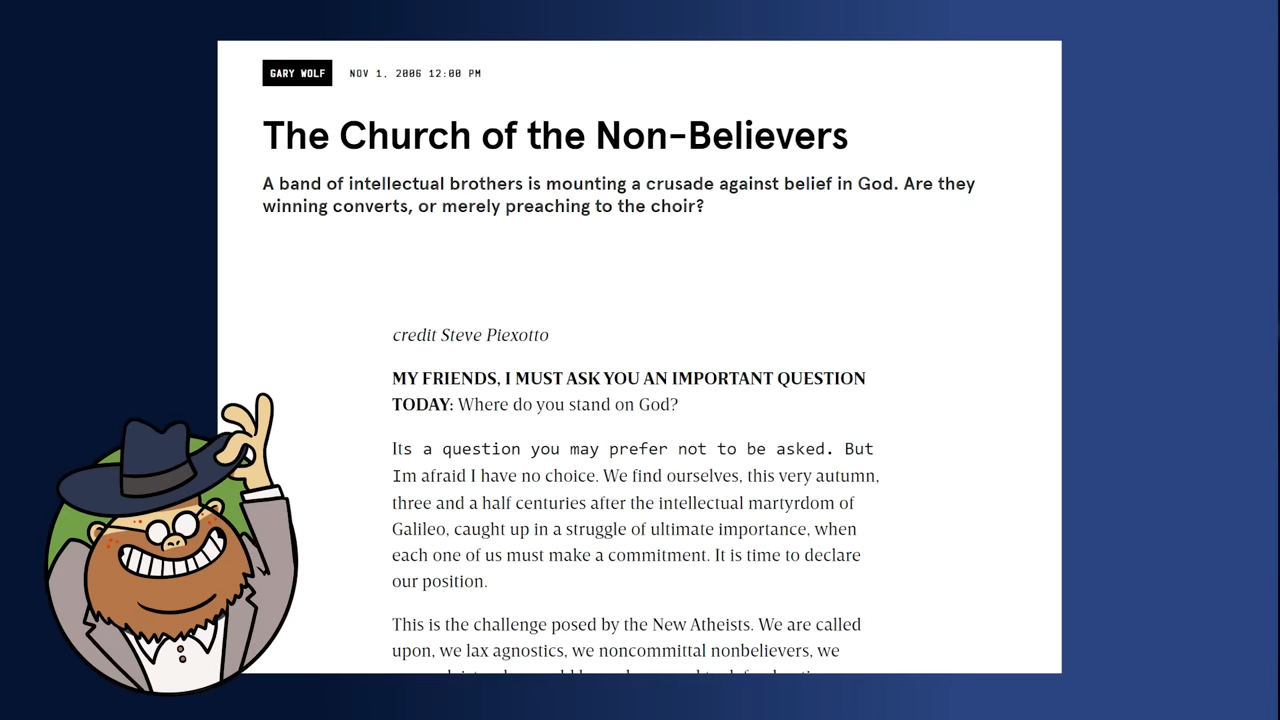 GARY WOLF NOV 1, 2006 12:00 PM
The Church of the Non-Believers
A band of intellectual brothers is mounting a crusade against belief in God. Are they
winning converts, or merely preaching to the choir?
credit Steve Piexotto
MY FRIENDS, I MUST ASK YOU AN IMPORTANT QUESTION
TODAY: Where do you stand on God?
Its a question you may prefer not to be asked. But
Im afraid I have no choice. We find ourselves, this very autumn,
three and a half centuries after the intellectual martyrdom of
Galileo, caught up in a struggle of ultimate importance, when
each one of us must make a commitment. It is time to declare
our position.
This is the challenge posed by the New Atheists. We are called
upon, we lax agnostics, we noncommittal nonbelievers, we